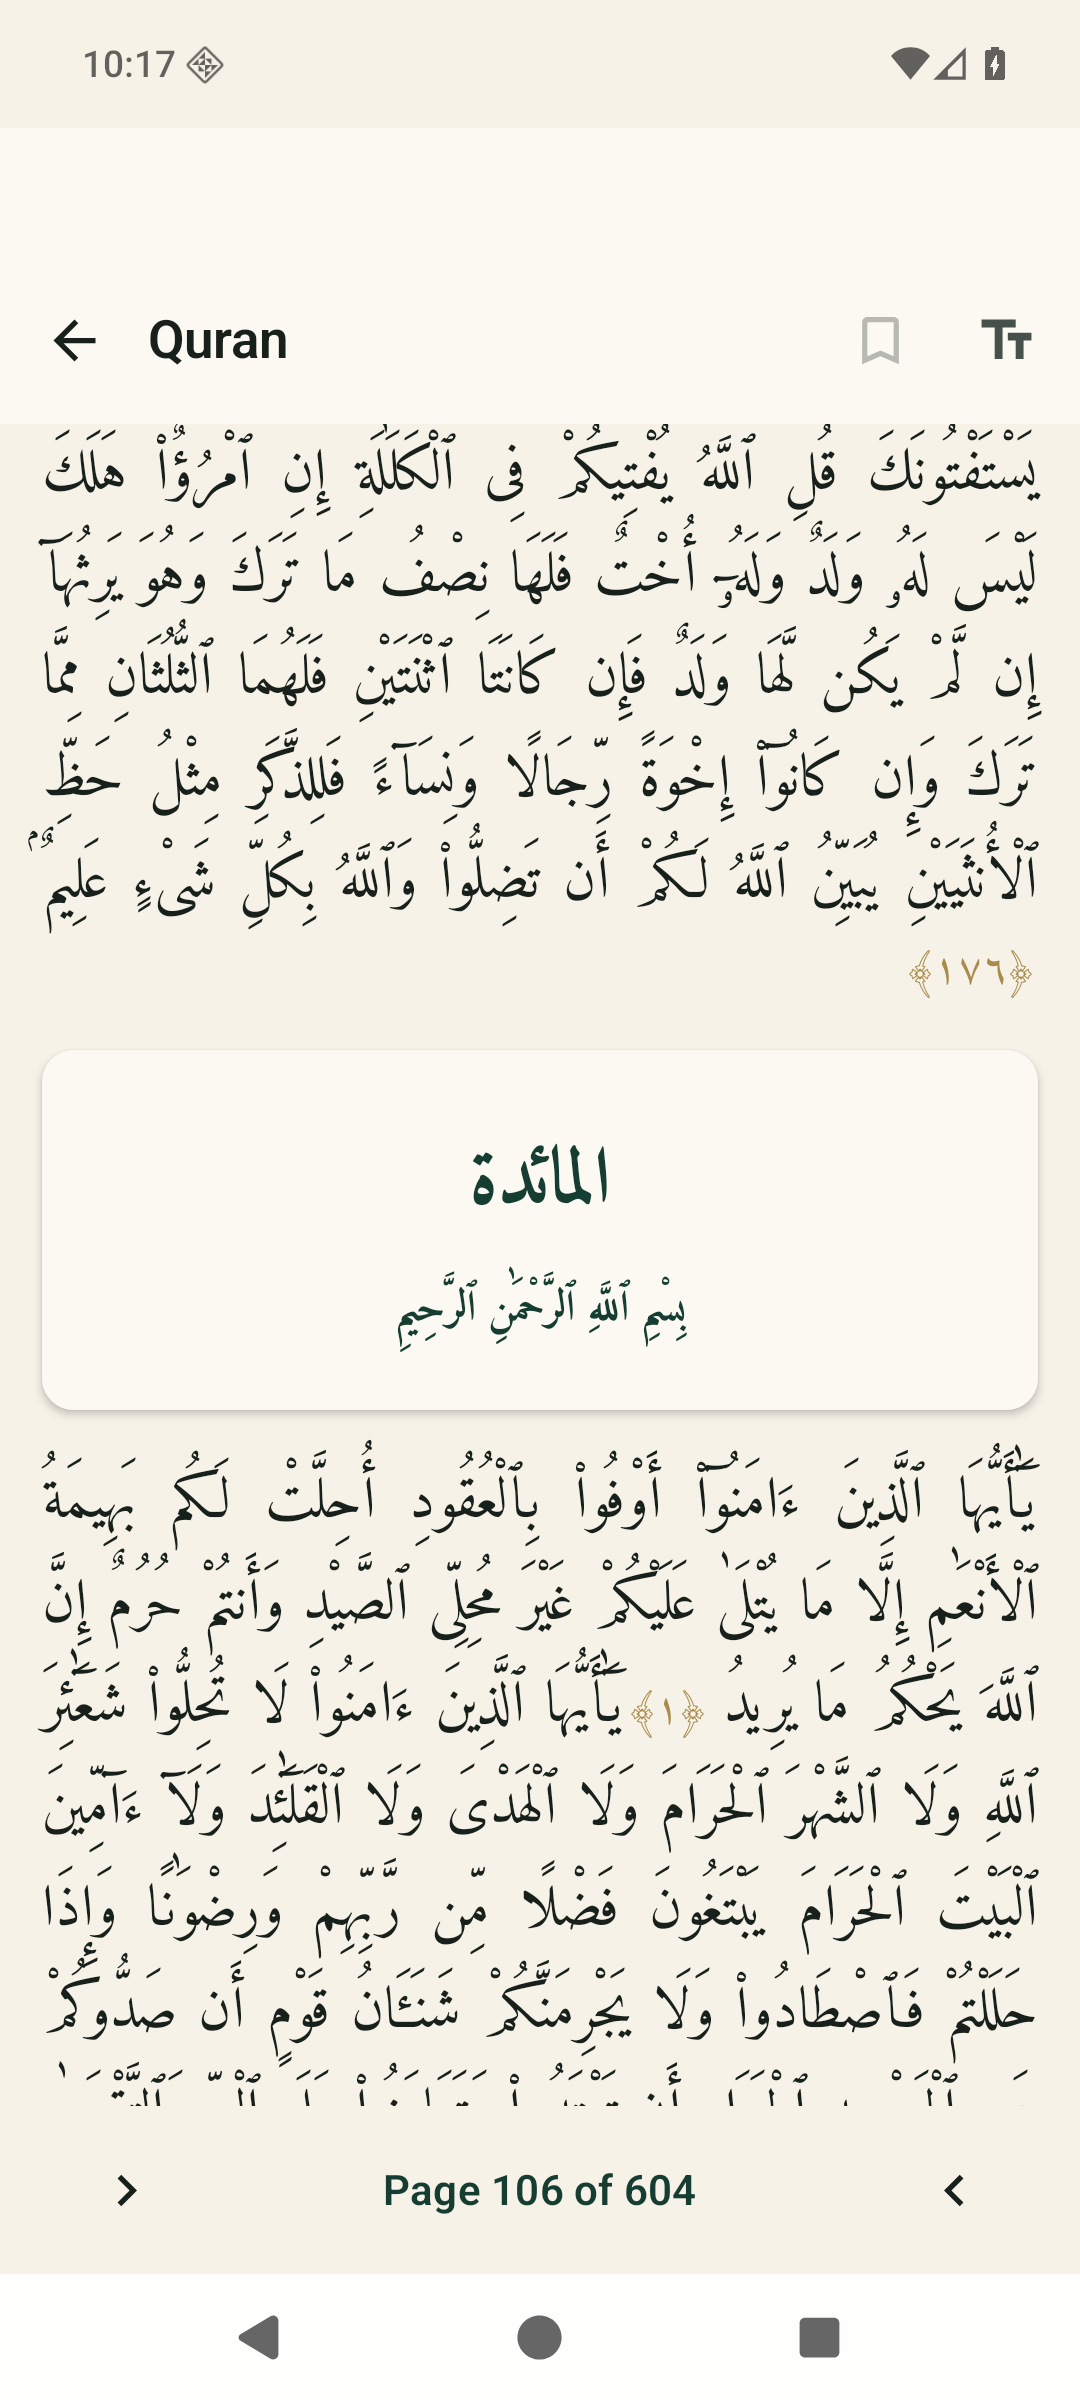 10:17
Quran
يَسْتَفْتُونَكَ قُلِ ٱللَّهُ يُفْتِيكُمْ فِى ٱلْكَلَٰلَةِ إِنِ ٱمْرُؤٌا۟ هَلَكَ
لَيْسَ لَهُۥ وَلَدٌ وَلَهُۥٓ أُخْتٌ فَلَهَا نِصْفُ مَا تَرَكَ وَهُوَ يَرِثُهَآ
إِن لَّمْ يَكُن لَّهَا وَلَدٌ فَإِن كَانَتَا ٱثْنَتَيْنِ فَلَهُمَا ٱلثُّلُثَانِ مِمَّا
تَرَكَ وَإِن كَانُوٓا۟ إِخْوَةً رِّجَالًا وَنِسَآءً فَلِلذَّكَرِ مِثْلُ حَظِّ
ٱلْأُنثَيَيْنِ يُبَيِّنُ ٱللَّهُ لَكُمْ أَن تَضِلُّوا۟ وَٱللَّهُ بِكُلِّ شَىْءٍ عَلِيمٌۢ
﴿١٧٦﴾
المائدة
بِسْمِ ٱللَّهِ ٱلرَّحْمَٰنِ ٱلرَّحِيمِ
يَٰٓأَيُّهَا ٱلَّذِينَ ءَامَنُوٓا۟ أَوْفُوا۟ بِٱلْعُقُودِ أُحِلَّتْ لَكُم بَهِيمَةُ
ٱلْأَنْعَٰمِ إِلَّا مَا يُتْلَىٰ عَلَيْكُمْ غَيْرَ مُحِلِّى ٱلصَّيْدِ وَأَنتُمْ حُرُمٌ إِنَّ
ٱللَّهَ يَحْكُمُ مَا يُرِيدُ ﴿١﴾ يَٰٓأَيُّهَا ٱلَّذِينَ ءَامَنُوا۟ لَا تُحِلُّوا۟ شَعَٰٓئِرَ
ٱللَّهِ وَلَا ٱلشَّهْرَ ٱلْحَرَامَ وَلَا ٱلْهَدْىَ وَلَا ٱلْقَلَٰٓئِدَ وَلَآ ءَآمِّينَ
ٱلْبَيْتَ ٱلْحَرَامَ يَبْتَغُونَ فَضْلًا مِّن رَّبِّهِمْ وَرِضْوَٰنًا وَإِذَا
حَلَلْتُمْ فَٱصْطَادُوا۟ وَلَا يَجْرِمَنَّكُمْ شَنَـَٔانُ قَوْمٍ أَن صَدُّوكُمْ
Page 106 of 604